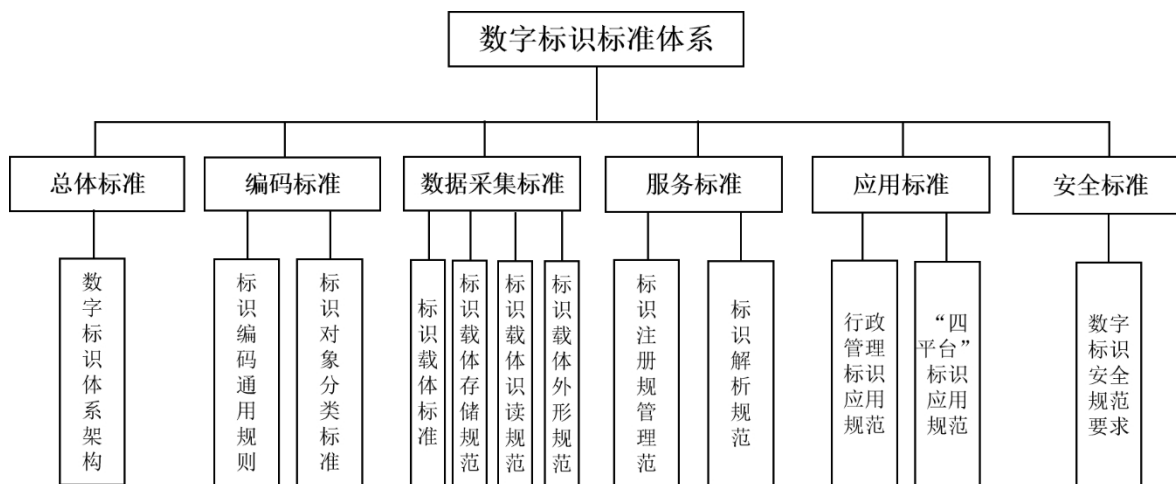 数字标识标准体系
总体标准
编码标准
数据采集标准
服务标准
应用标准
安全标准
数字标识体系架构
标识编码通用规则
标识对象分类标准
标识载体标准
标识载体存储规范
标识载体识读规范
标识载体外形规范
标识注册规管理范
标识解析规范
行政
管理
标识
应用
规范
“四
平台”
标识
应用
规范
数字
标识
安全
规范
要求